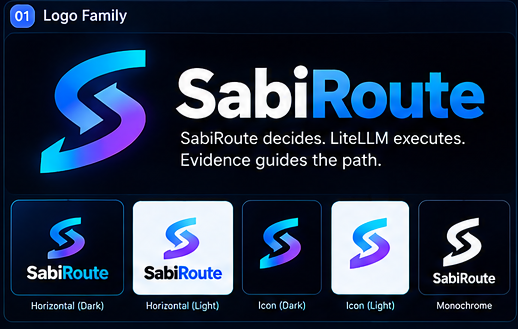 01 Logo Family
SabiRoute
SabiRoute decides. LiteLLM executes.
Evidence guides the path.
SabiRoute
SabiRoute
SabiRoute
Horizontal (Dark)
Horizontal (Light)
Icon (Dark)
Icon (Light)
Monochrome